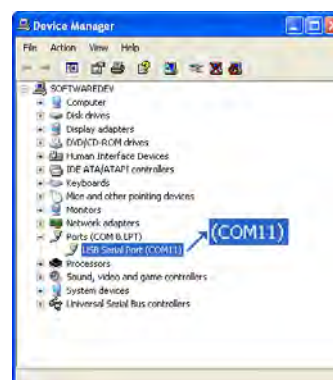 Device Manager
File Action View Help
SOFTWAREDEV
Computer
Disk drives
Display adapters
DVD/CD-ROM drives
Human Interface Devices
IDE ATA/ATAPI controllers
Keyboards
Mice and other pointing devices
Monitors
Network adapters
Ports (COM & LPT)
USB Serial Port (COM11)
(COM11)
Processors
Sound, video and game controllers
System devices
Universal Serial Bus controllers